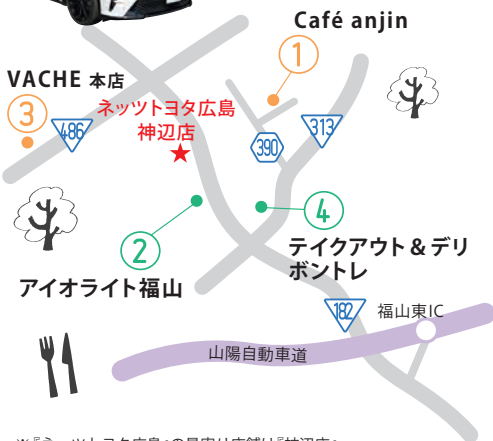 Café anjin
1
VACHE 本店
3
486
ネッツトヨタ広島
神辺店
390
313
2
4
アイオライト福山
テイクアウト＆デリ
ボントレ
182
福山東IC
山陽自動車道